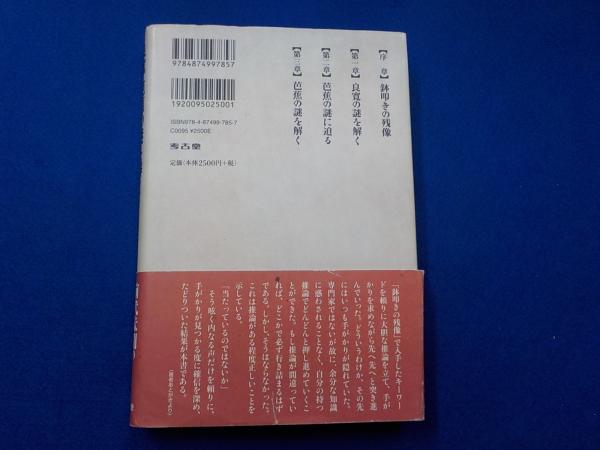 9784874997857
1920095025001
ISBN978-4-87499-785-7
C0095 ¥2500E
考古堂
定価（本体2500円+税）
【序　章】鉢叩きの残像
【第一章】良寛の謎を解く
【第二章】芭蕉の謎に迫る
【第三章】芭蕉の謎を解く
「鉢叩きの残像」で入手したキーワー
ドを頼りに大胆な推論を立て、手が
かりを求めながら先へ先へと突き進
んでいった。どういうわけか、その先
にはいつも手がかりが隠れていた。
専門家ではないが故に、余分な知識
に惑わされることなく、自分の持つ
推論でどんどんと押し進めていくこ
とができた。もし推論が間違ってい
れば、どこかで必ず行き詰まるはず
である。しかしそうはならなかった。
これは推論がある程度正しいことを
示している。
「当たっているのではないか」
そう呟く内なる声だけを頼りに、
手がかりが見つかる度に確信を深め、
たどりついた結果が本書である。
（著者あとがきより）